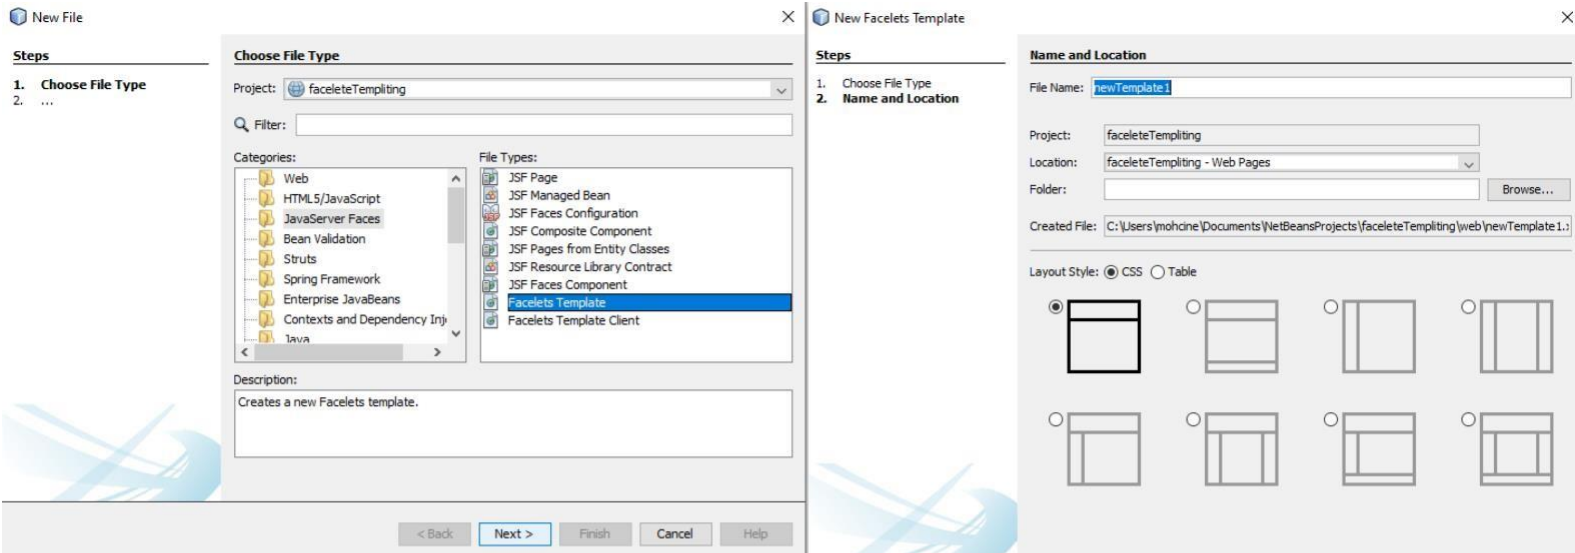 New File
Steps
1. Choose File Type
2. ...
Choose File Type
Project: faceleteTempliting
Filter:
Categories:
Web
HTML5/JavaScript
JavaServer Faces
Bean Validation
Struts
Spring Framework
Enterprise JavaBeans
Contexts and Dependency Inj
Java
File Types:
JSF Page
JSF Managed Bean
JSF Faces Configuration
JSF Composite Component
JSF Pages from Entity Classes
JSF Resource Library Contract
JSF Faces Component
Facelets Template
Facelets Template Client
Description:
Creates a new Facelets template.
< Back Next > Finish Cancel Help
New Facelets Template
Steps
1. Choose File Type
2. Name and Location
Name and Location
File Name: newTemplate1
Project: faceleteTempliting
Location: faceleteTempliting - Web Pages
Folder: Browse...
Created File: C:\Users\mohcine\Documents\NetBeansProjects\faceleteTempliting\web\newTemplate1.x
Layout Style: CSS Table